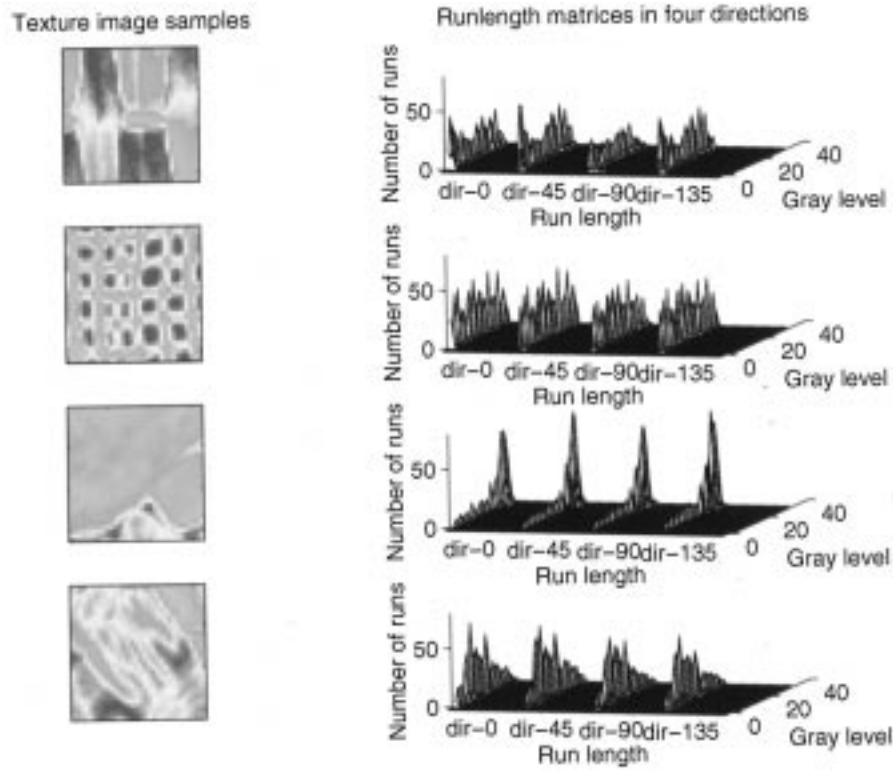 Texture image samples
Runlength matrices in four directions
Number of runs
50
0
dir-0 dir-45 dir-90dir-135
Run length
0 20 40
Gray level
Number of runs
50
0
dir-0 dir-45 dir-90dir-135
Run length
0 20 40
Gray level
Number of runs
50
0
dir-0 dir-45 dir-90dir-135
Run length
0 20 40
Gray level
Number of runs
50
0
dir-0 dir-45 dir-90dir-135
Run length
0 20 40
Gray level